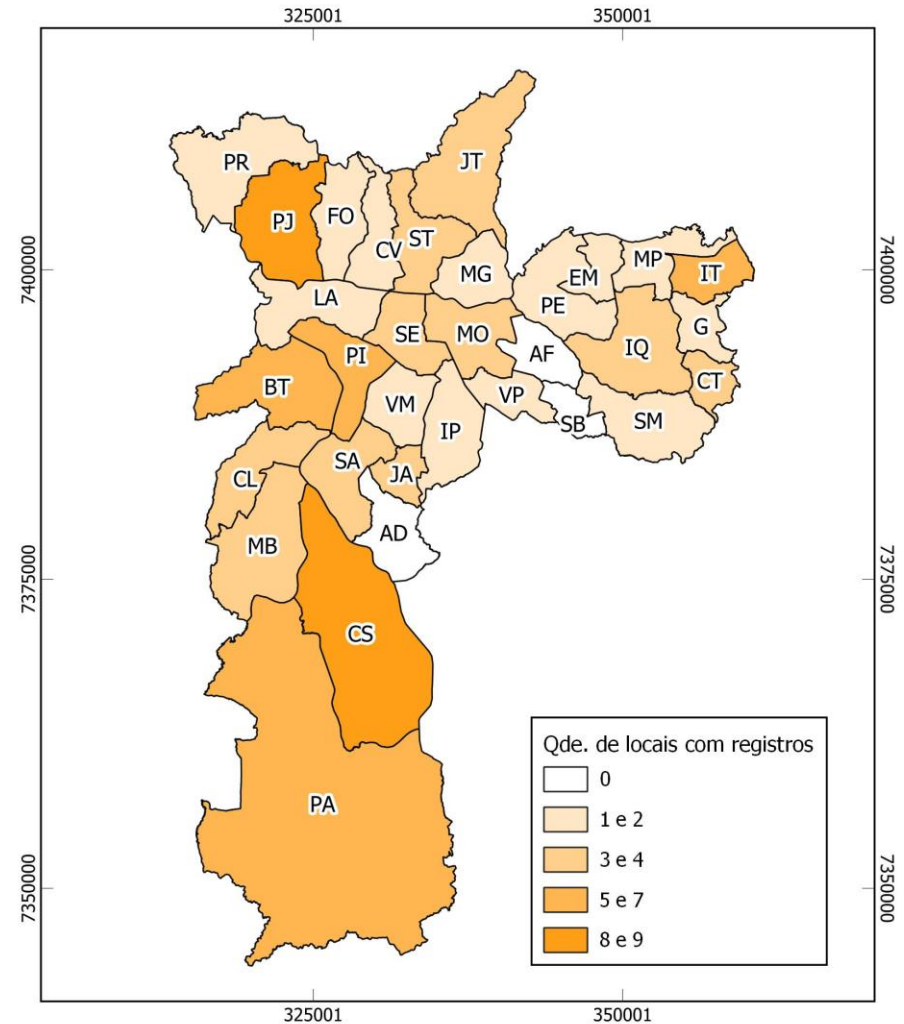 325001
350001
JT
PR
PJ
FO
CV
ST
7400000
7400000
MG
EM
MP
IT
LA
PE
G
SE
MO
AF
IQ
PI
BT
CT
VM
VP
SB
SM
IP
SA
CL
JA
AD
MB
7375000
7375000
CS
Qde. de locais com registros
0
PA
1 e 2
3 e 4
5 e 7
8 e 9
7350000
7350000
325001
350001